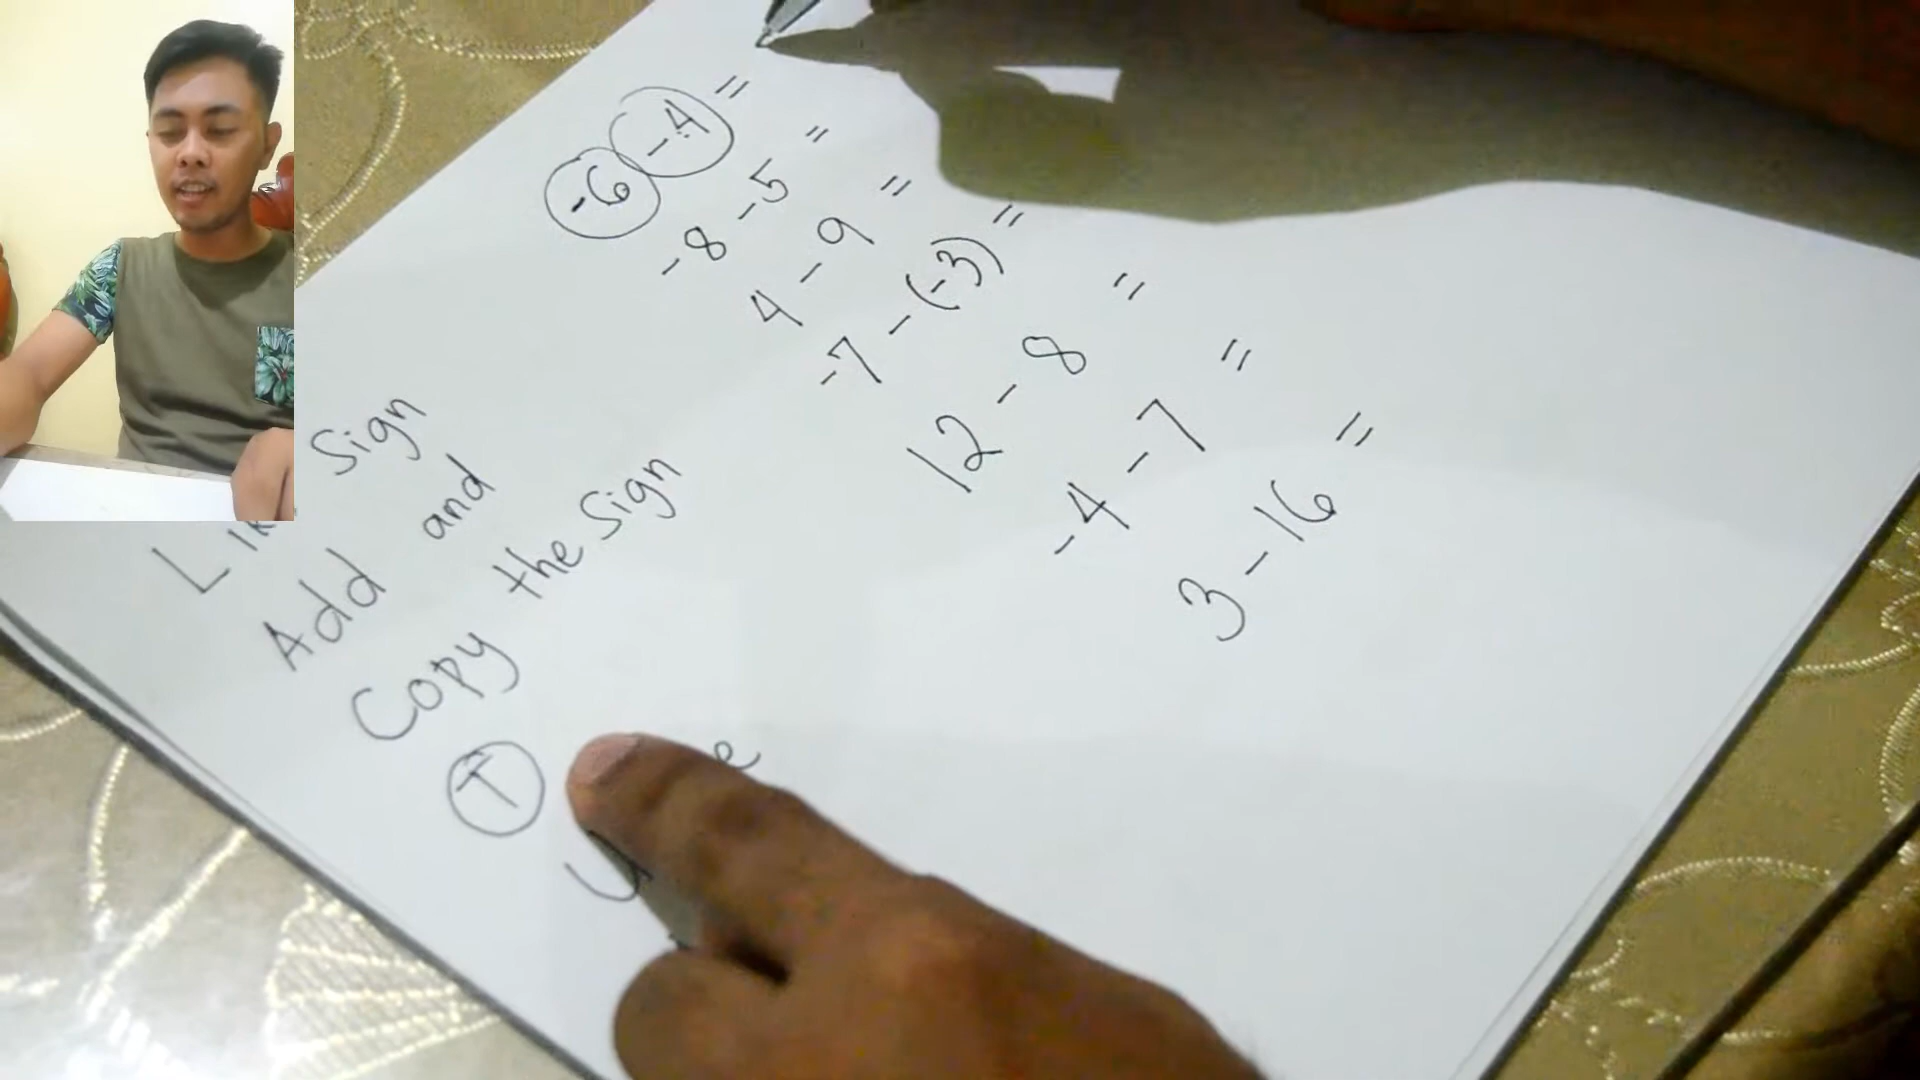 -6 -4 =
-8 -5 =
4 - 9 =
-7 - (-3) =
12 - 8 =
-4 - 7 =
3 - 16 =
Sign
Add and
Copy the Sign